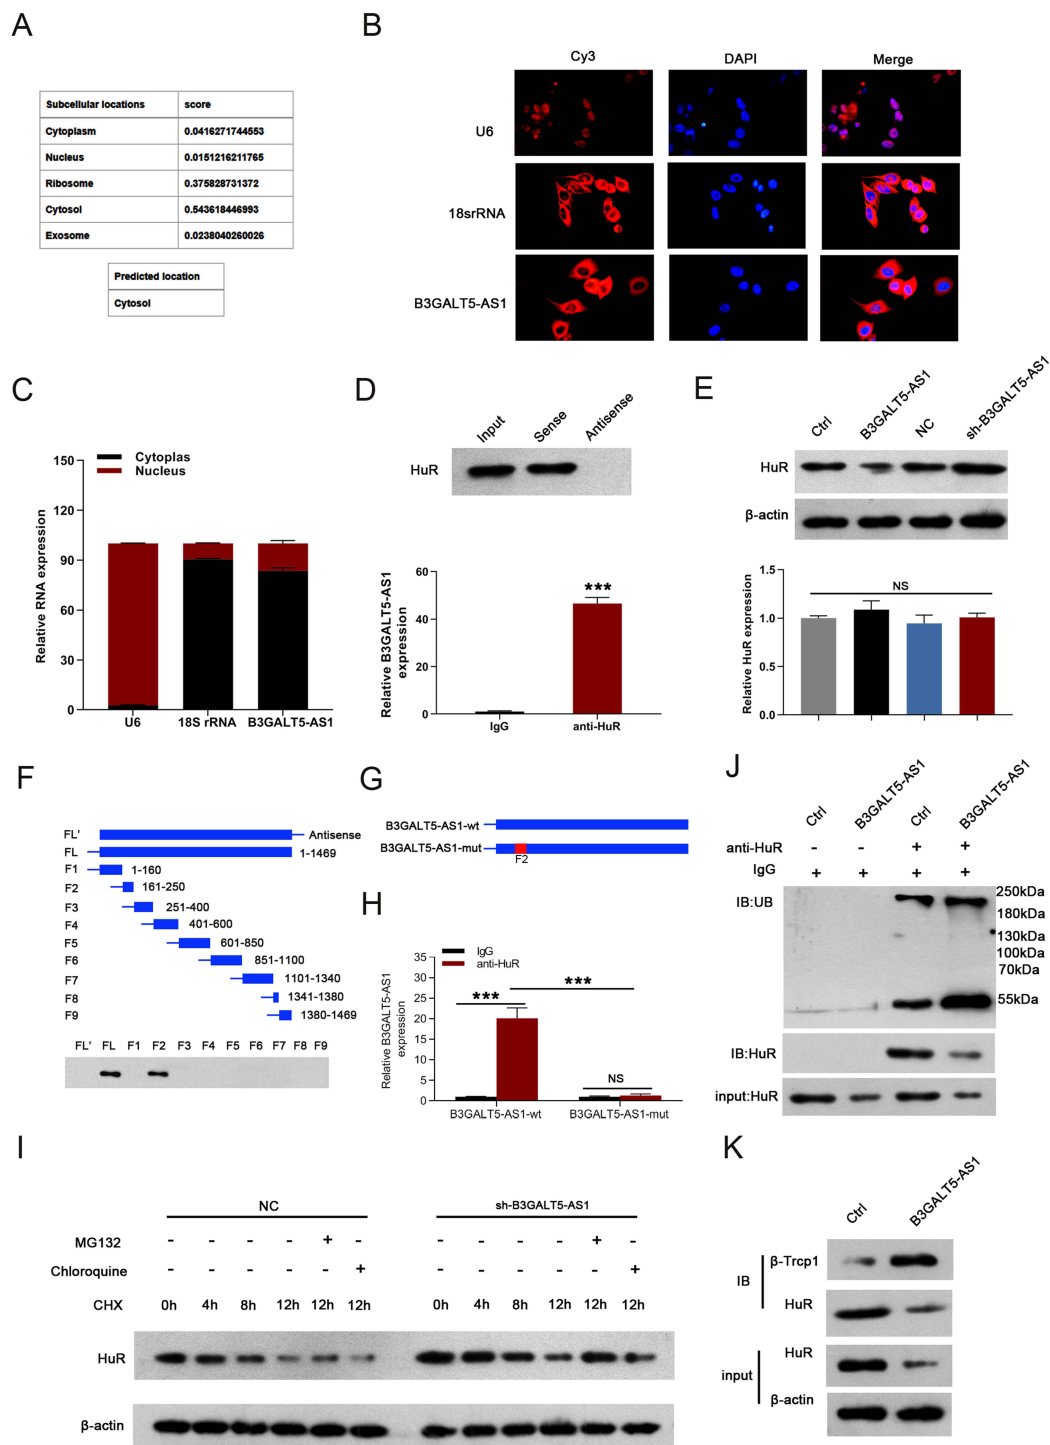 A
Subcellular locations score
Cytoplasm 0.0416271744553
Nucleus 0.0151216211765
Ribosome 0.375828731372
Cytosol 0.543618446993
Exosome 0.0238040260026
Predicted location
Cytosol
B
Cy3 DAPI Merge
U6
18srRNA
B3GALT5-AS1
C
Cytoplas
Nucleus
Relative RNA expression
150
120
90
60
30
0
U6 18S rRNA B3GALT5-AS1
D
Input Sense Antisense
HuR
Relative B3GALT5-AS1
expression
60
40
20
0
***
IgG anti-HuR
E
Ctrl B3GALT5-AS1 NC sh-B3GALT5-AS1
HuR
β-actin
Relative HuR expression
1.5
1.0
0.5
0.0
NS
F
FL' Antisense
FL 1-1469
F1 1-160
F2 161-250
F3 251-400
F4 401-600
F5 601-850
F6 851-1100
F7 1101-1340
F8 1341-1380
F9 1380-1469
FL' FL F1 F2 F3 F4 F5 F6 F7 F8 F9
G
B3GALT5-AS1-wt
B3GALT5-AS1-mut
F2
H
IgG
anti-HuR
Relative B3GALT5-AS1
expression
35
30
25
20
15
10
5
0
*** ***
NS
B3GALT5-AS1-wt B3GALT5-AS1-mut
J
Ctrl B3GALT5-AS1 Ctrl B3GALT5-AS1
anti-HuR - - + +
IgG + + + +
IB:UB
250kDa
180kDa
130kDa
100kDa
70kDa
55kDa
IB:HuR
input:HuR
I
NC sh-B3GALT5-AS1
MG132 - - - - + - - - - - + -
Chloroquine - - - - - + - - - - - +
CHX 0h 4h 8h 12h 12h 12h 0h 4h 8h 12h 12h 12h
HuR
β-actin
K
Ctrl B3GALT5-AS1
β-Trcp1
IB
HuR
HuR
input
β-actin